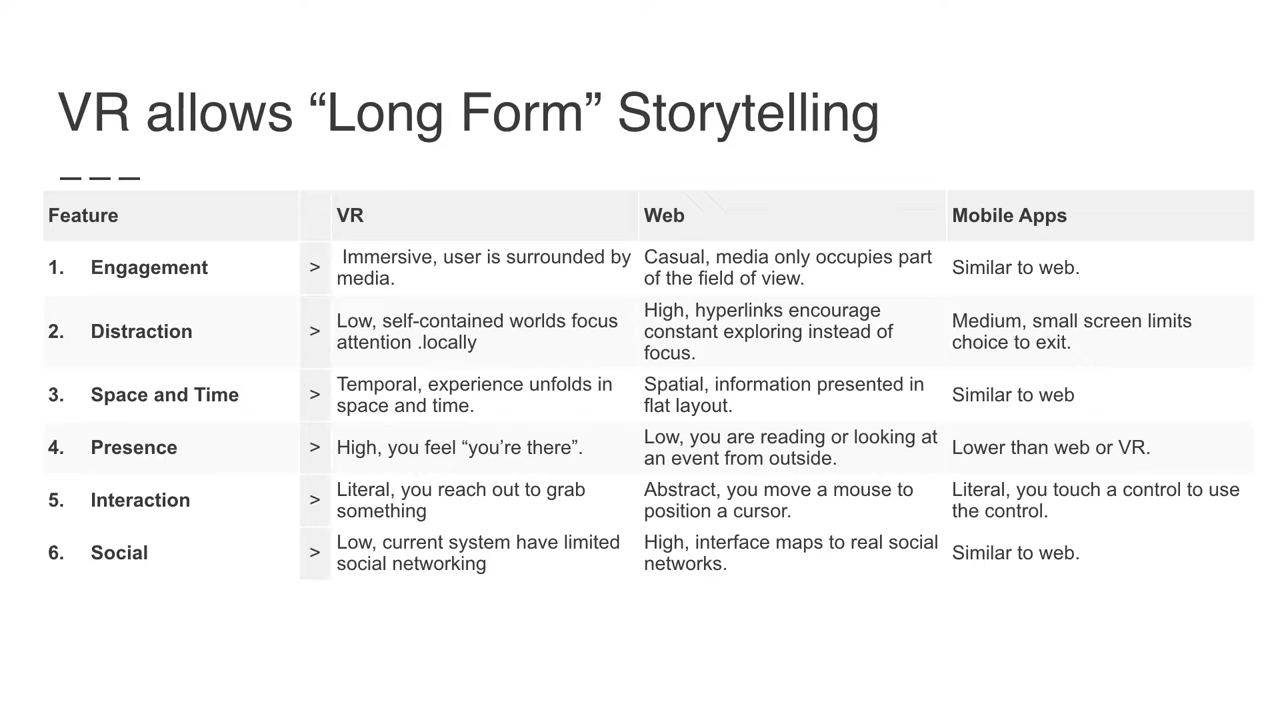 VR allows “Long Form” Storytelling
Feature VR Web Mobile Apps
1. Engagement > Immersive, user is surrounded by media. Casual, media only occupies part of the field of view. Similar to web.
2. Distraction > Low, self-contained worlds focus attention .locally High, hyperlinks encourage constant exploring instead of focus. Medium, small screen limits choice to exit.
3. Space and Time > Temporal, experience unfolds in space and time. Spatial, information presented in flat layout. Similar to web
4. Presence > High, you feel “you’re there”. Low, you are reading or looking at an event from outside. Lower than web or VR.
5. Interaction > Literal, you reach out to grab something Abstract, you move a mouse to position a cursor. Literal, you touch a control to use the control.
6. Social > Low, current system have limited social networking High, interface maps to real social networks. Similar to web.